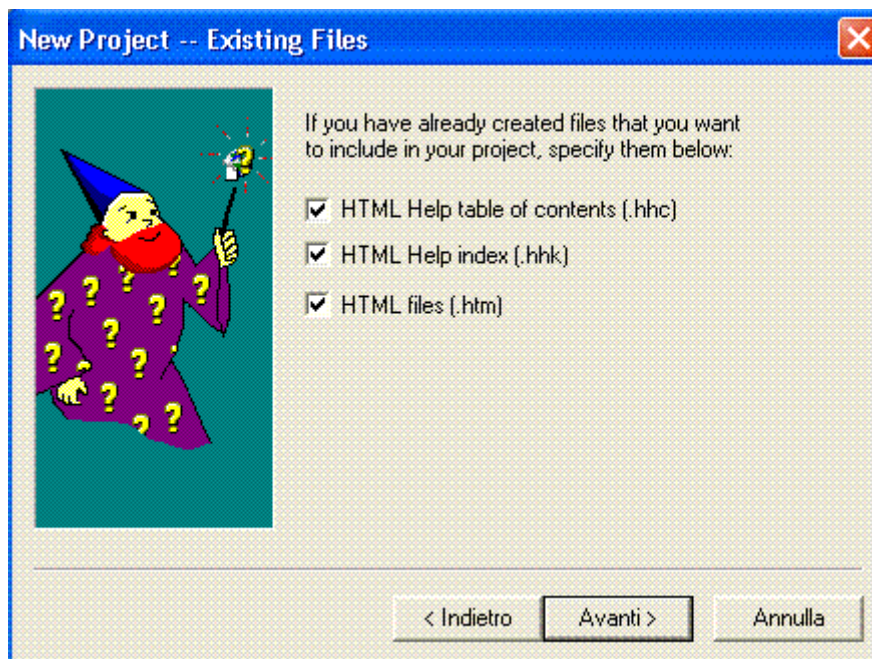 New Project -- Existing Files
If you have already created files that you want
to include in your project, specify them below:
HTML Help table of contents (.hhc)
HTML Help index (.hhk)
HTML files (.htm)
< Indietro Avanti > Annulla